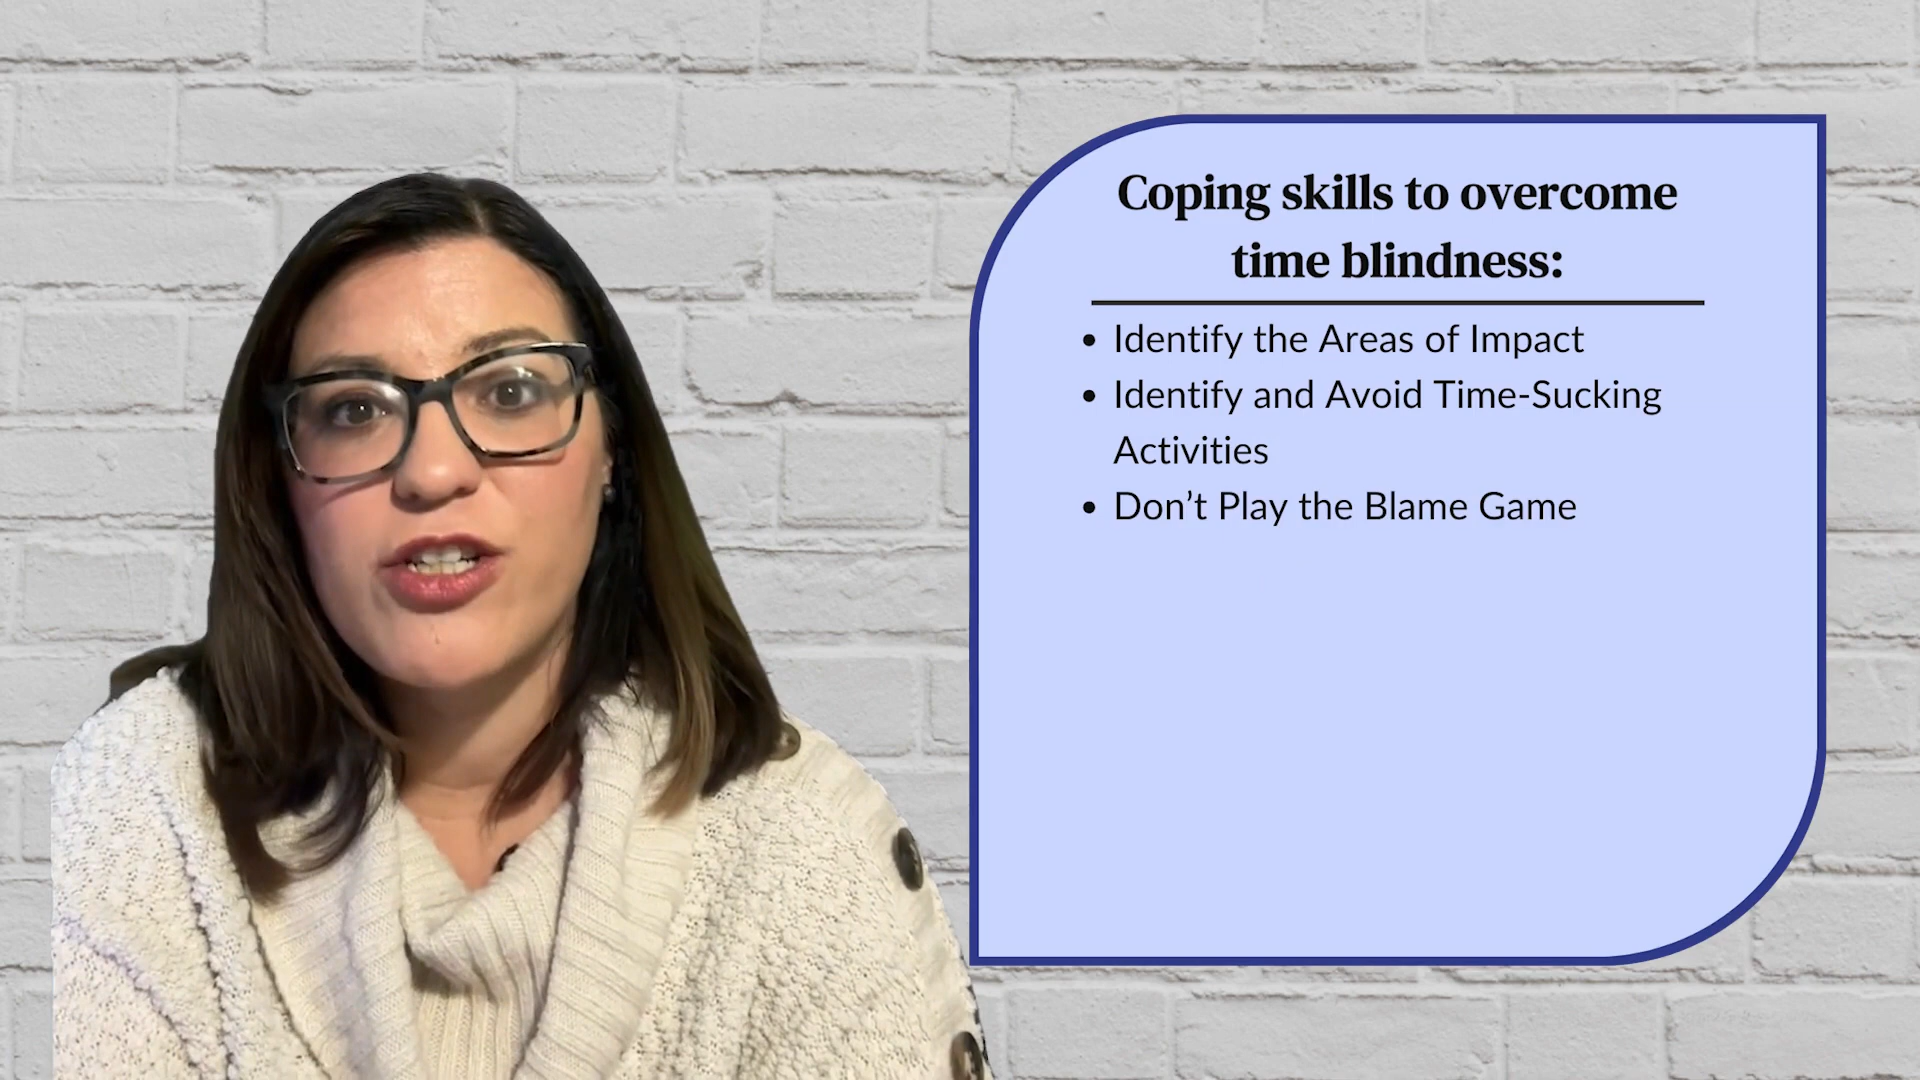 Coping skills to overcome
time blindness:
• Identify the Areas of Impact
• Identify and Avoid Time-Sucking
Activities
• Don’t Play the Blame Game